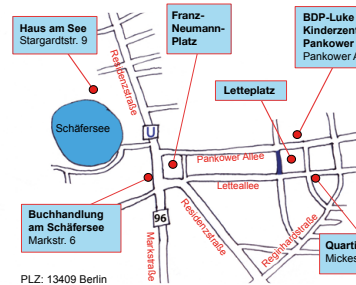 Haus am See
Stargardtstr. 9
Franz-
Neumann-
Platz
BDP-Luke
Kinderzent
Pankower
Pankower A
Residenzstraße
Letteplatz
Schäfersee
U
Pankower Allee
Letteallee
Buchhandlung
am Schäfersee
Markstr. 6
96
Markstraße
Residenzstraße
Reginhardstraße
Quarti
Mickes
PLZ: 13409 Berlin